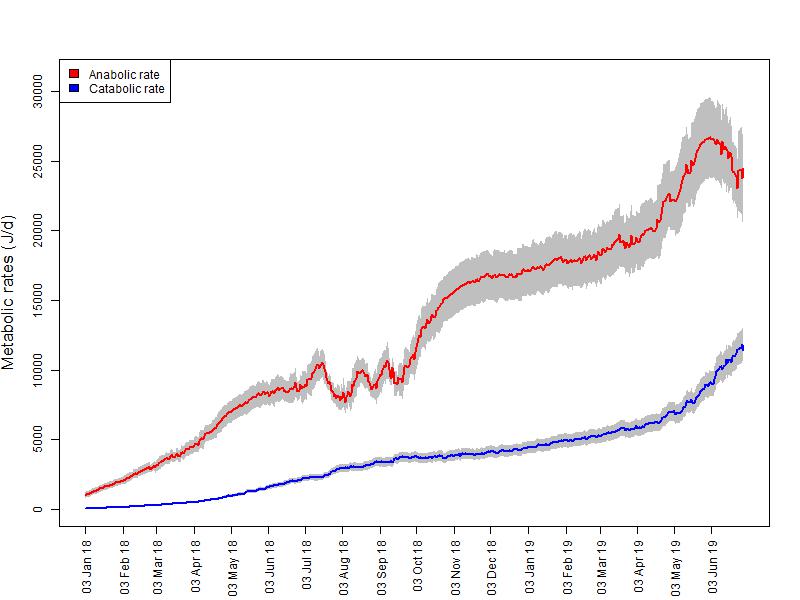 Anabolic rate
Catabolic rate
Metabolic rates (J/d)
30000
25000
20000
15000
10000
5000
0
03 Jan 18
03 Feb 18
03 Mar 18
03 Apr 18
03 May 18
03 Jun 18
03 Jul 18
03 Aug 18
03 Sep 18
03 Oct 18
03 Nov 18
03 Dec 18
03 Jan 19
03 Feb 19
03 Mar 19
03 Apr 19
03 May 19
03 Jun 19